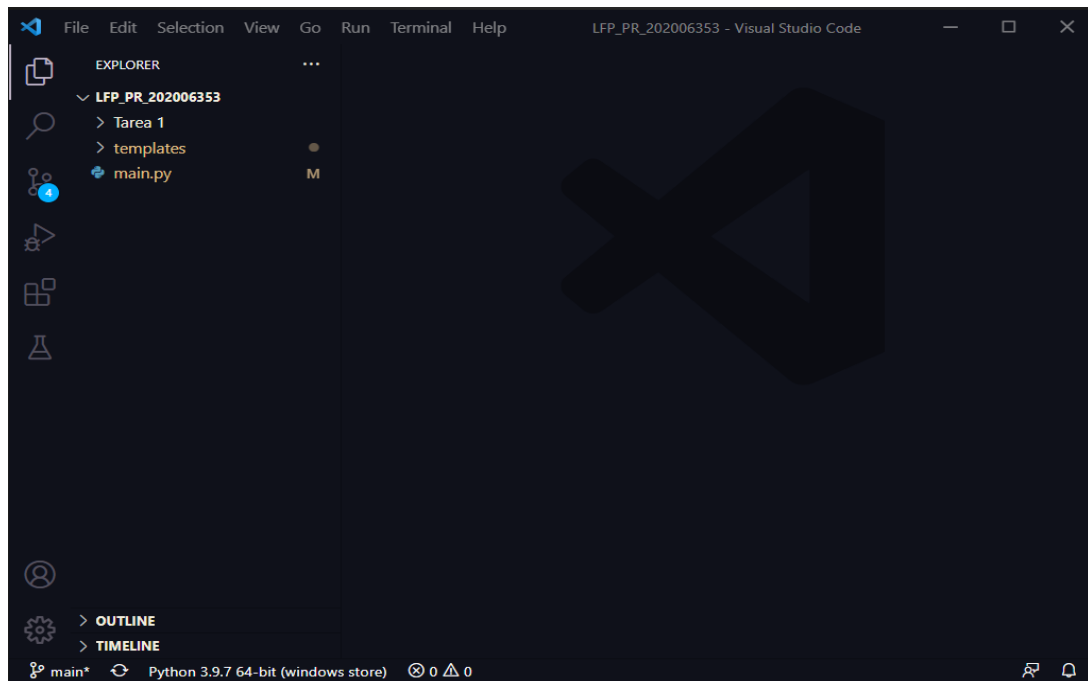 File Edit Selection View Go Run Terminal Help LFP_PR_202006353 - Visual Studio Code
EXPLORER
LFP_PR_202006353
Tarea 1
templates
main.py M
4
OUTLINE
TIMELINE
main* Python 3.9.7 64-bit (windows store) 0 0